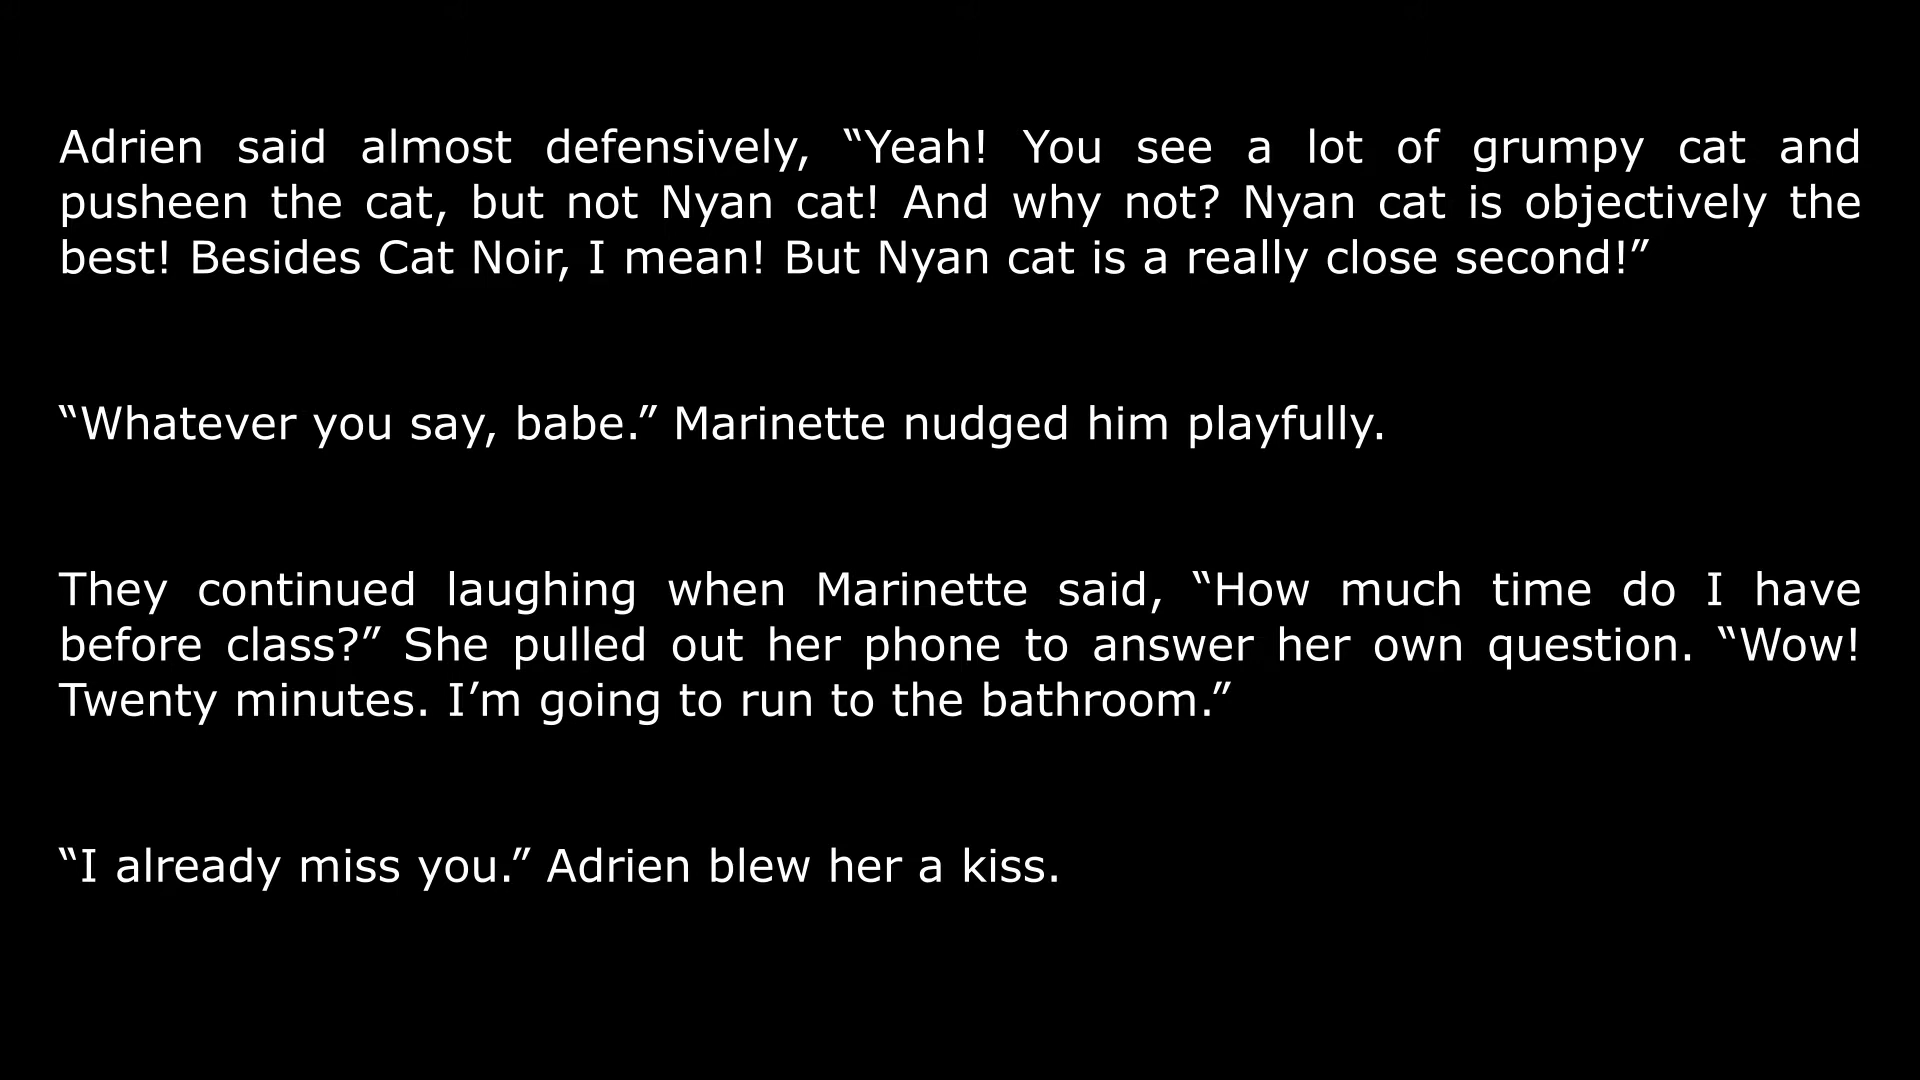 Adrien said almost defensively, “Yeah! You see a lot of grumpy cat and
pusheen the cat, but not Nyan cat! And why not? Nyan cat is objectively the
best! Besides Cat Noir, I mean! But Nyan cat is a really close second!”
“Whatever you say, babe.” Marinette nudged him playfully.
They continued laughing when Marinette said, “How much time do I have
before class?” She pulled out her phone to answer her own question. “Wow!
Twenty minutes. I’m going to run to the bathroom.”
“I already miss you.” Adrien blew her a kiss.